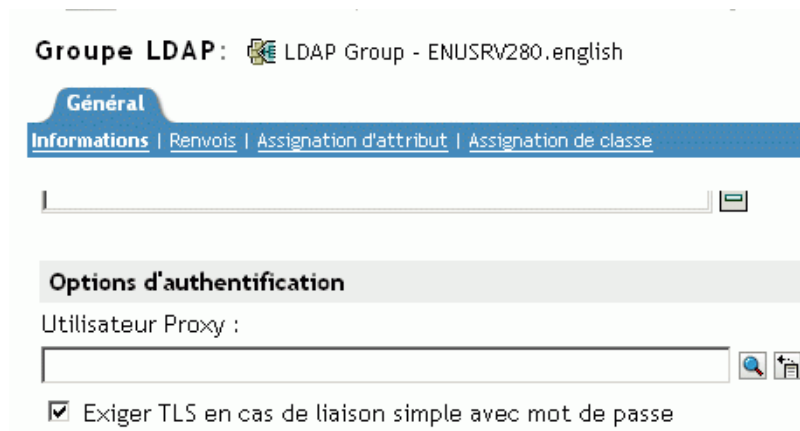 Groupe LDAP: LDAP Group - ENUSRV280.english
Général
Informations | Renvois | Assignation d'attribut | Assignation de classe
Options d'authentification
Utilisateur Proxy :
Exiger TLS en cas de liaison simple avec mot de passe